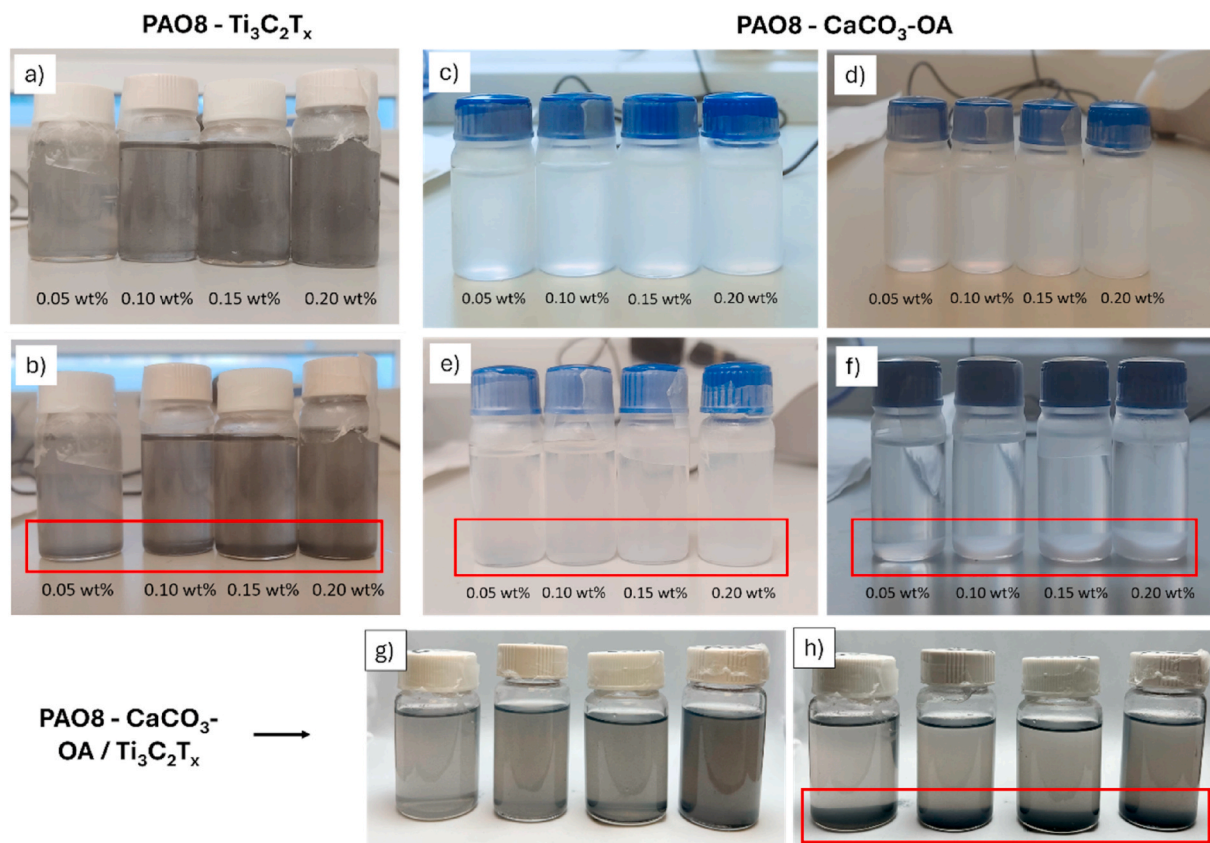 PAO8 - Ti₃C₂Tₓ
PAO8 - CaCO₃-OA
a)
c)
d)
0.05 wt% 0.10 wt% 0.15 wt% 0.20 wt%
0.05 wt% 0.10 wt% 0.15 wt% 0.20 wt%
0.05 wt% 0.10 wt% 0.15 wt% 0.20 wt%
b)
e)
f)
0.05 wt% 0.10 wt% 0.15 wt% 0.20 wt%
0.05 wt% 0.10 wt% 0.15 wt% 0.20 wt%
0.05 wt% 0.10 wt% 0.15 wt% 0.20 wt%
PAO8 - CaCO₃-
OA / Ti₃C₂Tₓ
g)
h)